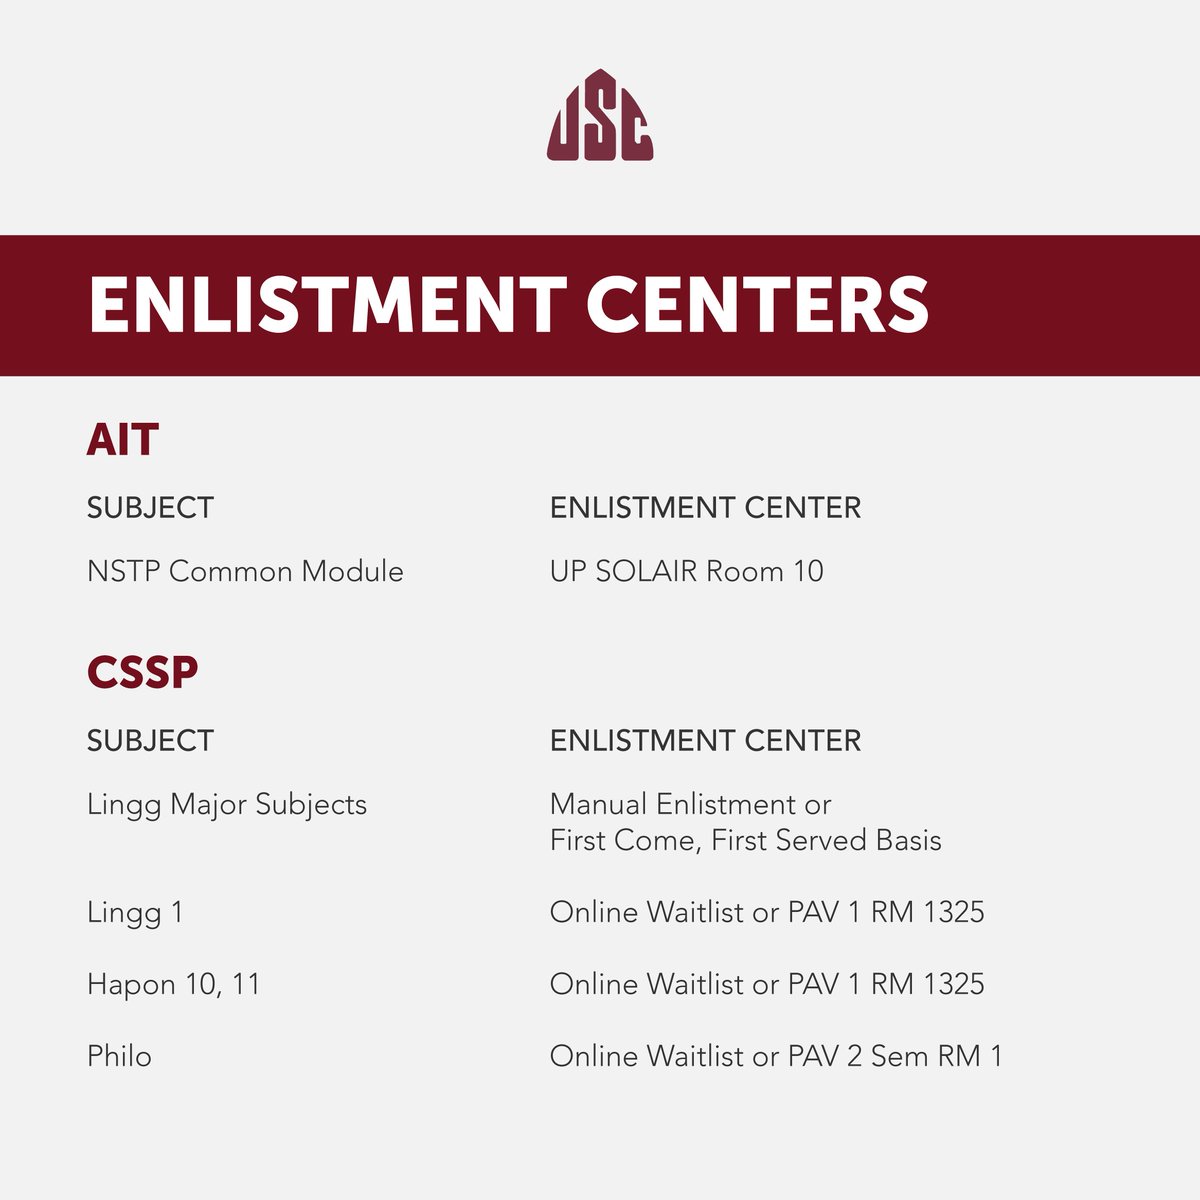 USC
ENLISTMENT CENTERS
AIT
SUBJECT ENLISTMENT CENTER
NSTP Common Module UP SOLAIR Room 10
CSSP
SUBJECT ENLISTMENT CENTER
Lingg Major Subjects Manual Enlistment or
First Come, First Served Basis
Lingg 1 Online Waitlist or PAV 1 RM 1325
Hapon 10, 11 Online Waitlist or PAV 1 RM 1325
Philo Online Waitlist or PAV 2 Sem RM 1